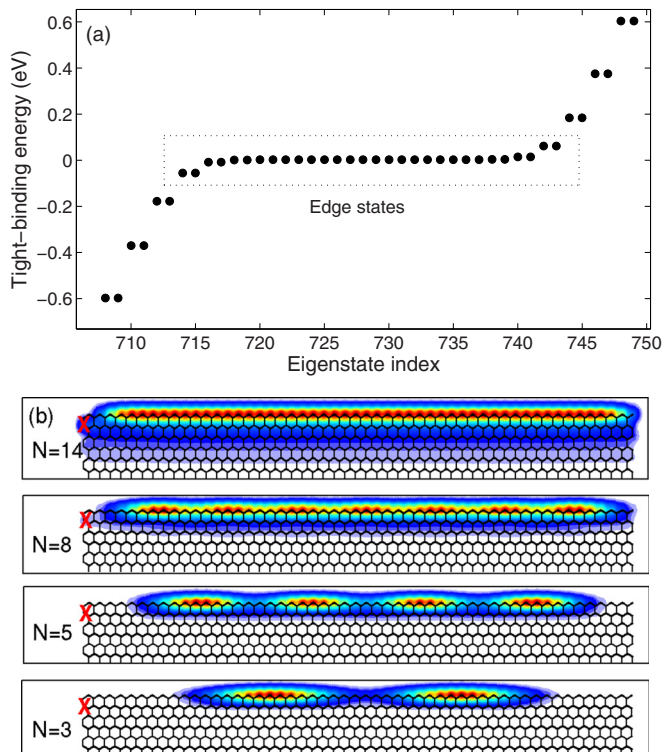 (a)
Tight−binding energy (eV)
0.6
0.4
0.2
0
−0.2
−0.4
−0.6
Edge states
710 715 720 725 730 735 740 745 750
Eigenstate index
(b)
X
N=14
X
N=8
X
N=5
X
N=3